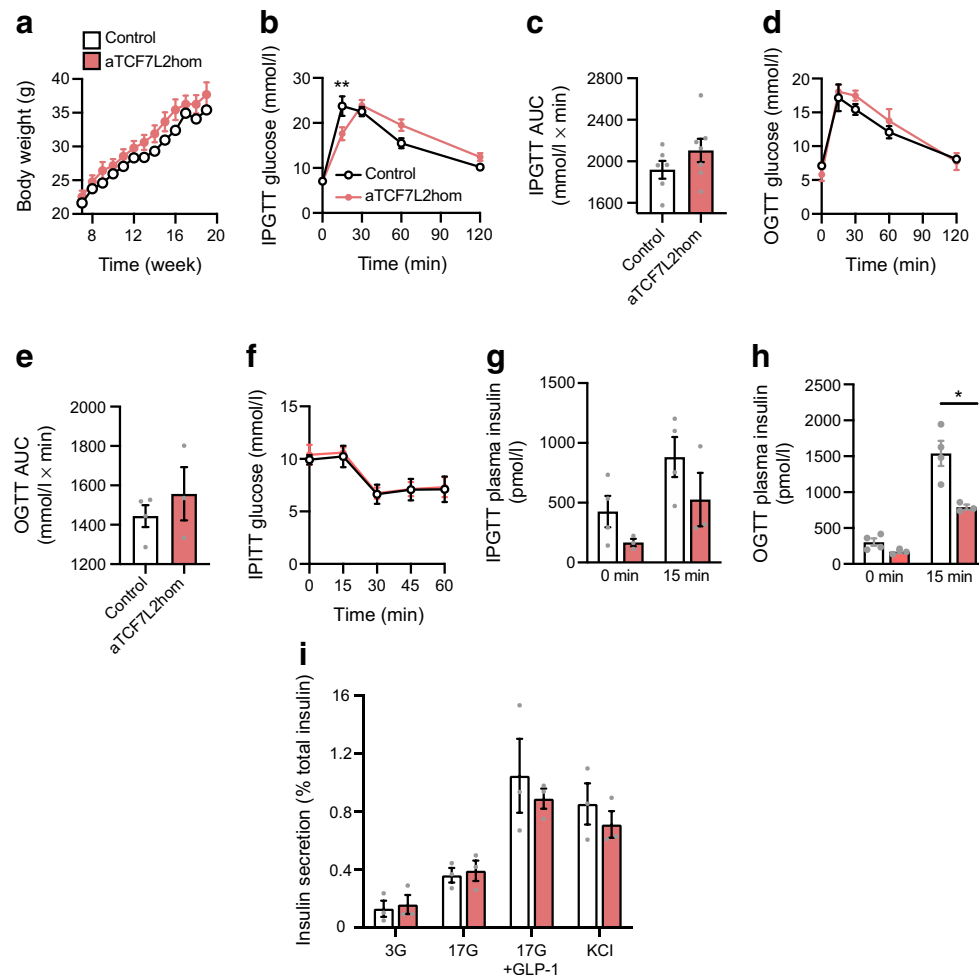 a
Control
aTCF7L2hom
Body weight (g)
40
35
30
25
20
8
12
16
20
Time (week)
b
IPGTT glucose (mmol/l)
30
20
10
0
**
Control
aTCF7L2hom
0
30
60
90
120
Time (min)
c
IPGTT AUC
(mmol/l × min)
2800
2400
2000
1600
Control
aTCF7L2hom
d
OGTT glucose (mmol/l)
20
15
10
5
0
0
30
60
90
120
Time (min)
e
OGTT AUC
(mmol/l × min)
2000
1800
1600
1400
1200
Control
aTCF7L2hom
f
IPITT glucose (mmol/l)
15
10
5
0
0
15
30
45
60
Time (min)
g
IPGTT plasma insulin
(pmol/l)
1500
1000
500
0
0 min
15 min
h
OGTT plasma insulin
(pmol/l)
2500
2000
1500
1000
500
0
*
0 min
15 min
i
Insulin secretion (% total insulin)
16
1.2
0.8
0.4
0
3G
17G
17G
+GLP-1
KCl